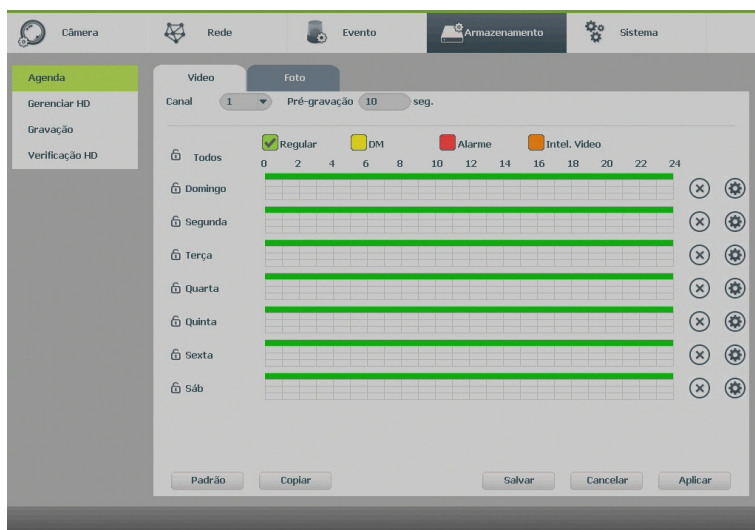 Câmera Rede Evento Armazenamento Sistema
Agenda
Gerenciar HD
Gravação
Verificação HD
Video Foto
Canal 1 Pré-gravação 10 seg.
Regular DM Alarme Intel. Video
Todos
0 2 4 6 8 10 12 14 16 18 20 22 24
Domingo
Segunda
Terça
Quarta
Quinta
Sexta
Sáb
Padrão Copiar Salvar Cancelar Aplicar